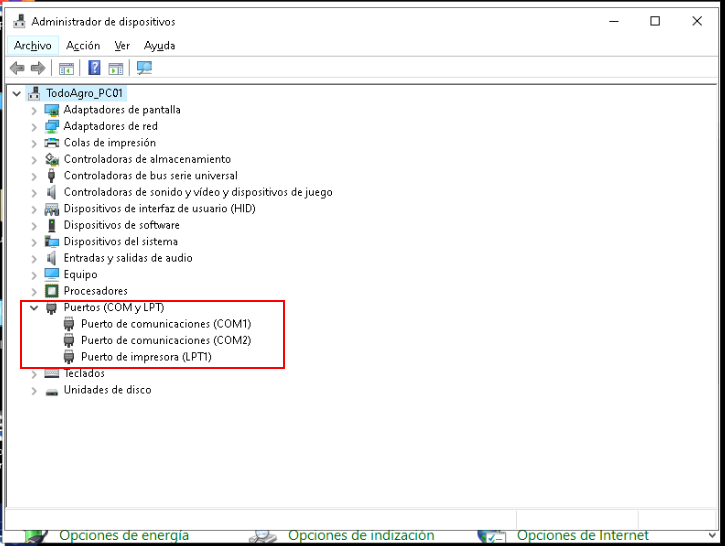 Administrador de dispositivos
Archivo Acción Ver Ayuda
TodoAgro_PC01
Adaptadores de pantalla
Adaptadores de red
Colas de impresión
Controladoras de almacenamiento
Controladoras de bus serie universal
Controladoras de sonido y vídeo y dispositivos de juego
Dispositivos de interfaz de usuario (HID)
Dispositivos de software
Dispositivos del sistema
Entradas y salidas de audio
Equipo
Procesadores
Puertos (COM y LPT)
Puerto de comunicaciones (COM1)
Puerto de comunicaciones (COM2)
Puerto de impresora (LPT1)
Teclados
Unidades de disco
Opciones de energía Opciones de indización Opciones de Internet